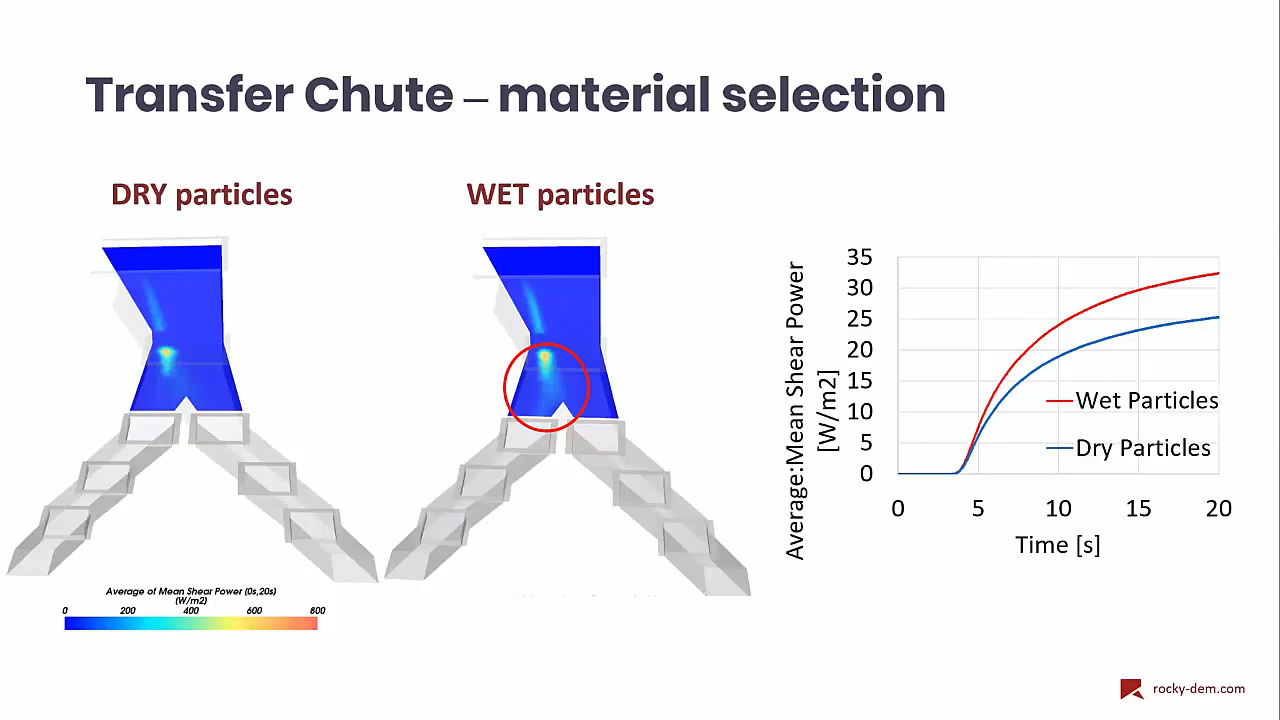 Transfer Chute – material selection
DRY particles
WET particles
Average of Mean Shear Power (0s,20s)
(W/m2)
0 200 400 600 800
Average:Mean Shear Power
[W/m2]
35
30
25
20
15
10
5
0
0 5 10 15 20
Time [s]
Wet Particles
Dry Particles
rocky-dem.com